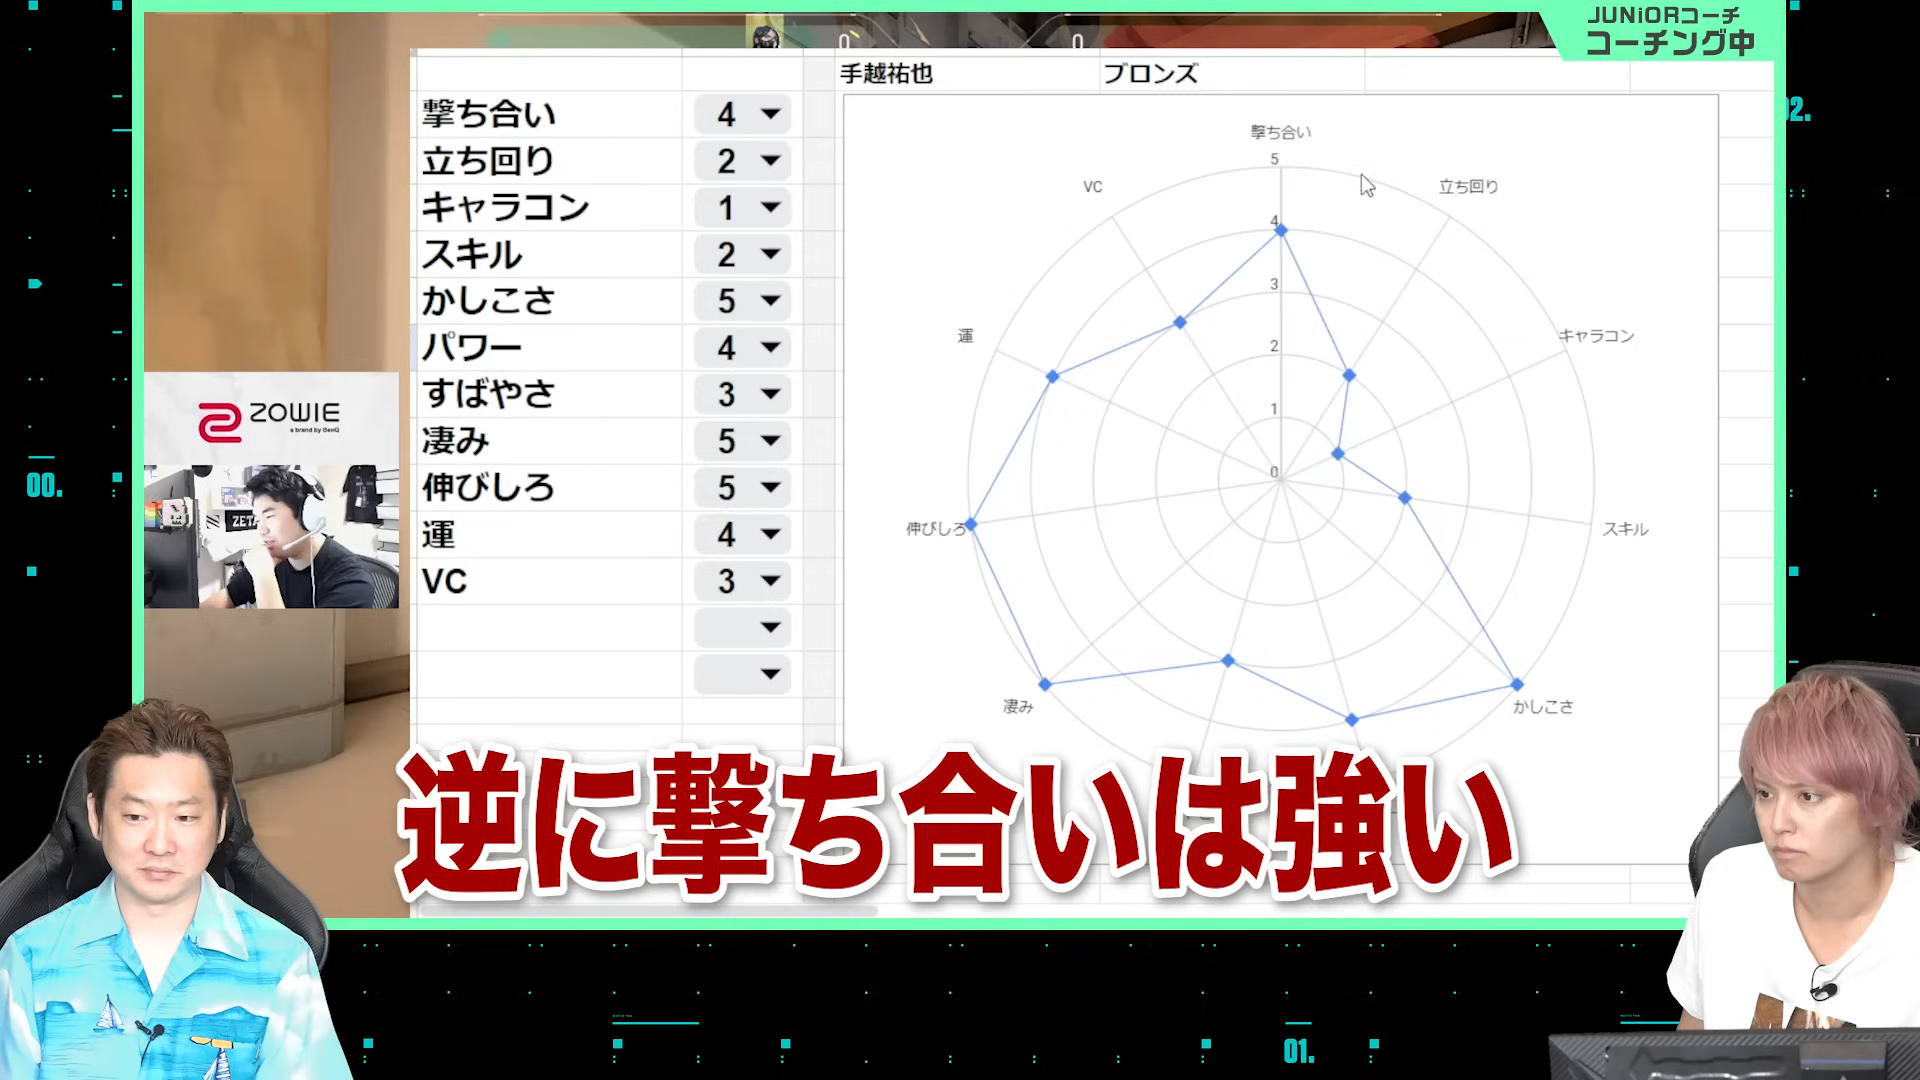 JUNiORコーチ
コーチング中
0
0
手越祐也
ブロンズ
撃ち合い 4
立ち回り 2
キャラコン 1
スキル 2
かしこさ 5
パワー 4
すばやさ 3
凄み 5
伸びしろ 5
運 4
VC 3
撃ち合い
立ち回り
キャラコン
スキル
かしこさ
凄み
伸びしろ
運
VC
5
4
3
2
1
0
ZOWIE
a brand by BenQ
ZETA
逆に撃ち合いは強い
00.
01.
02.